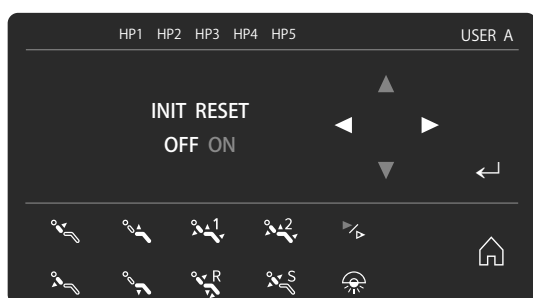 HP1 HP2 HP3 HP4 HP5 USER A
INIT RESET
OFF ON
1 2
R S